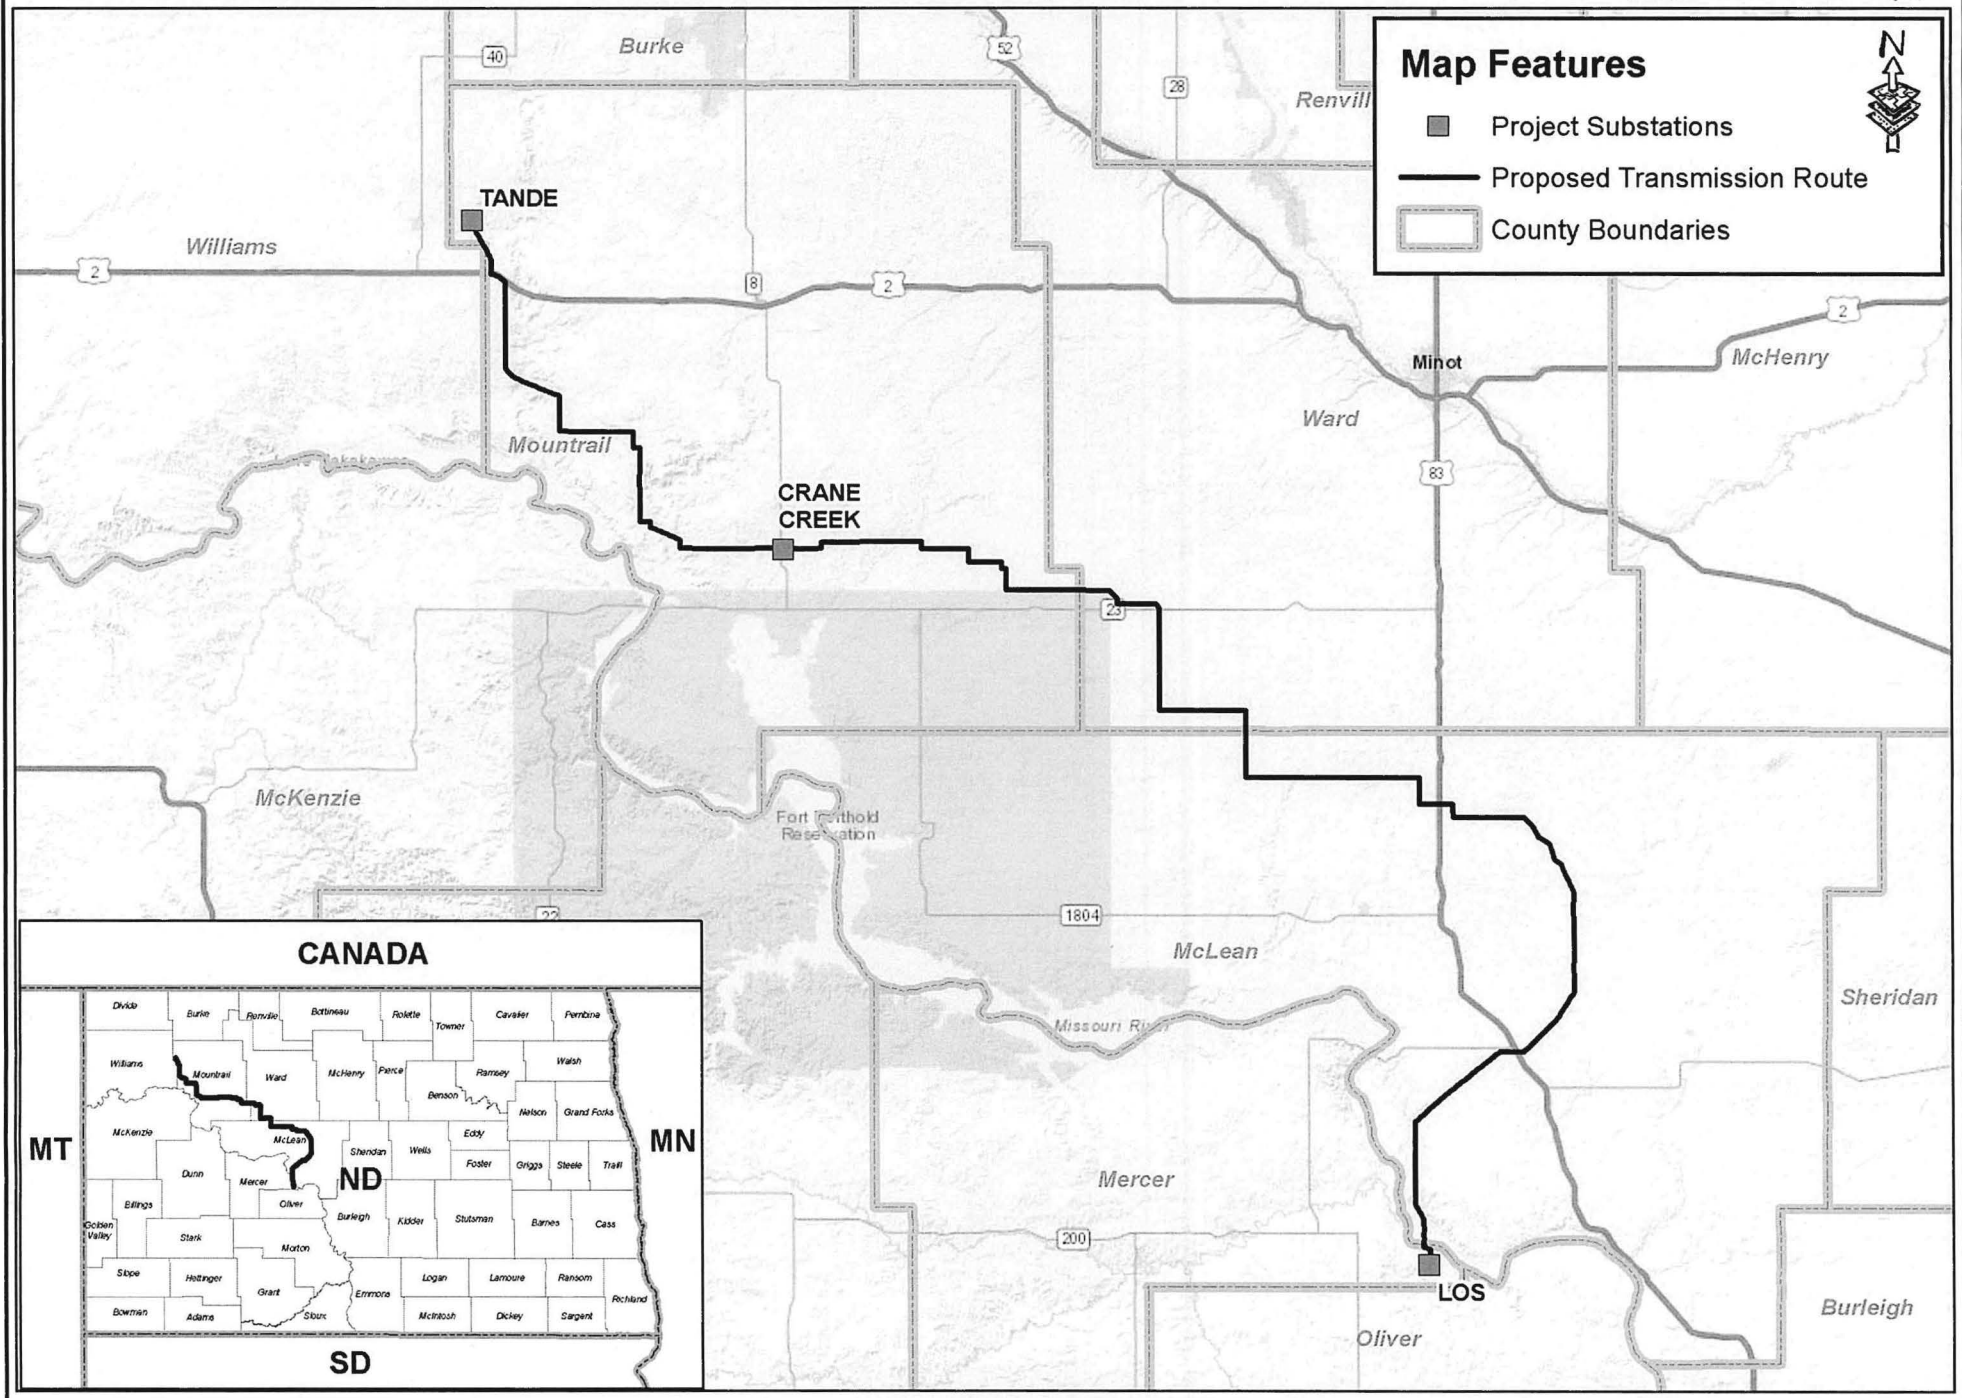 Burke
40
52
28
Renvill
Map Features
N
Project Substations
Proposed Transmission Route
County Boundaries
TANDE
Williams
2
8
2
2
Minot
McHenry
Ward
Mountrail
83
CRANE
CREEK
23
McKenzie
Fort
Rese
1804
McLean
Sheridan
Missouri
22
Mercer
200
LOS
Burleigh
Oliver
CANADA
Divide
Burke
Renville
Bottineau
Rolette
Towner
Cavalier
Pembina
Williams
Mountrail
Ward
McHenry
Pierce
Benson
Ramsey
Walsh
Nelson
Grand Forks
McKenzie
McLean
Sheridan
Wells
Eddy
Foster
Griggs
Steele
Traill
MT
MN
ND
Dunn
Mercer
Oliver
Billings
Golden
Valley
Stark
Morton
Burleigh
Kidder
Stutsman
Barnes
Cass
Slope
Hettinger
Grant
Emmons
Logan
Lamoure
Ransom
Richland
Bowman
Adams
Sioux
McIntosh
Dickey
Sargent
SD